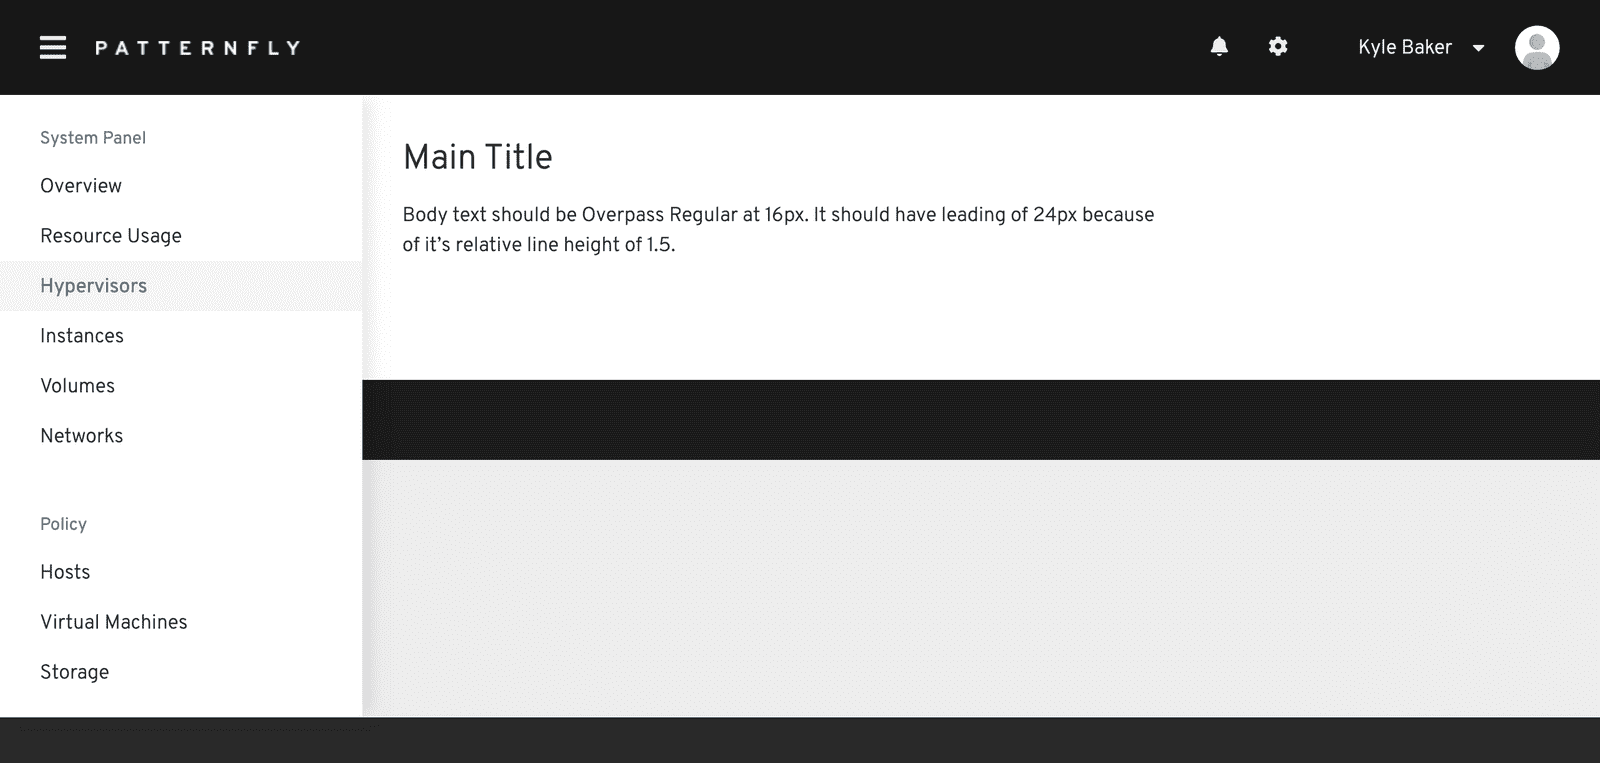 PATTERNFLY
Kyle Baker
System Panel
Overview
Resource Usage
Hypervisors
Instances
Volumes
Networks
Policy
Hosts
Virtual Machines
Storage
Main Title
Body text should be Overpass Regular at 16px. It should have leading of 24px because
of it’s relative line height of 1.5.